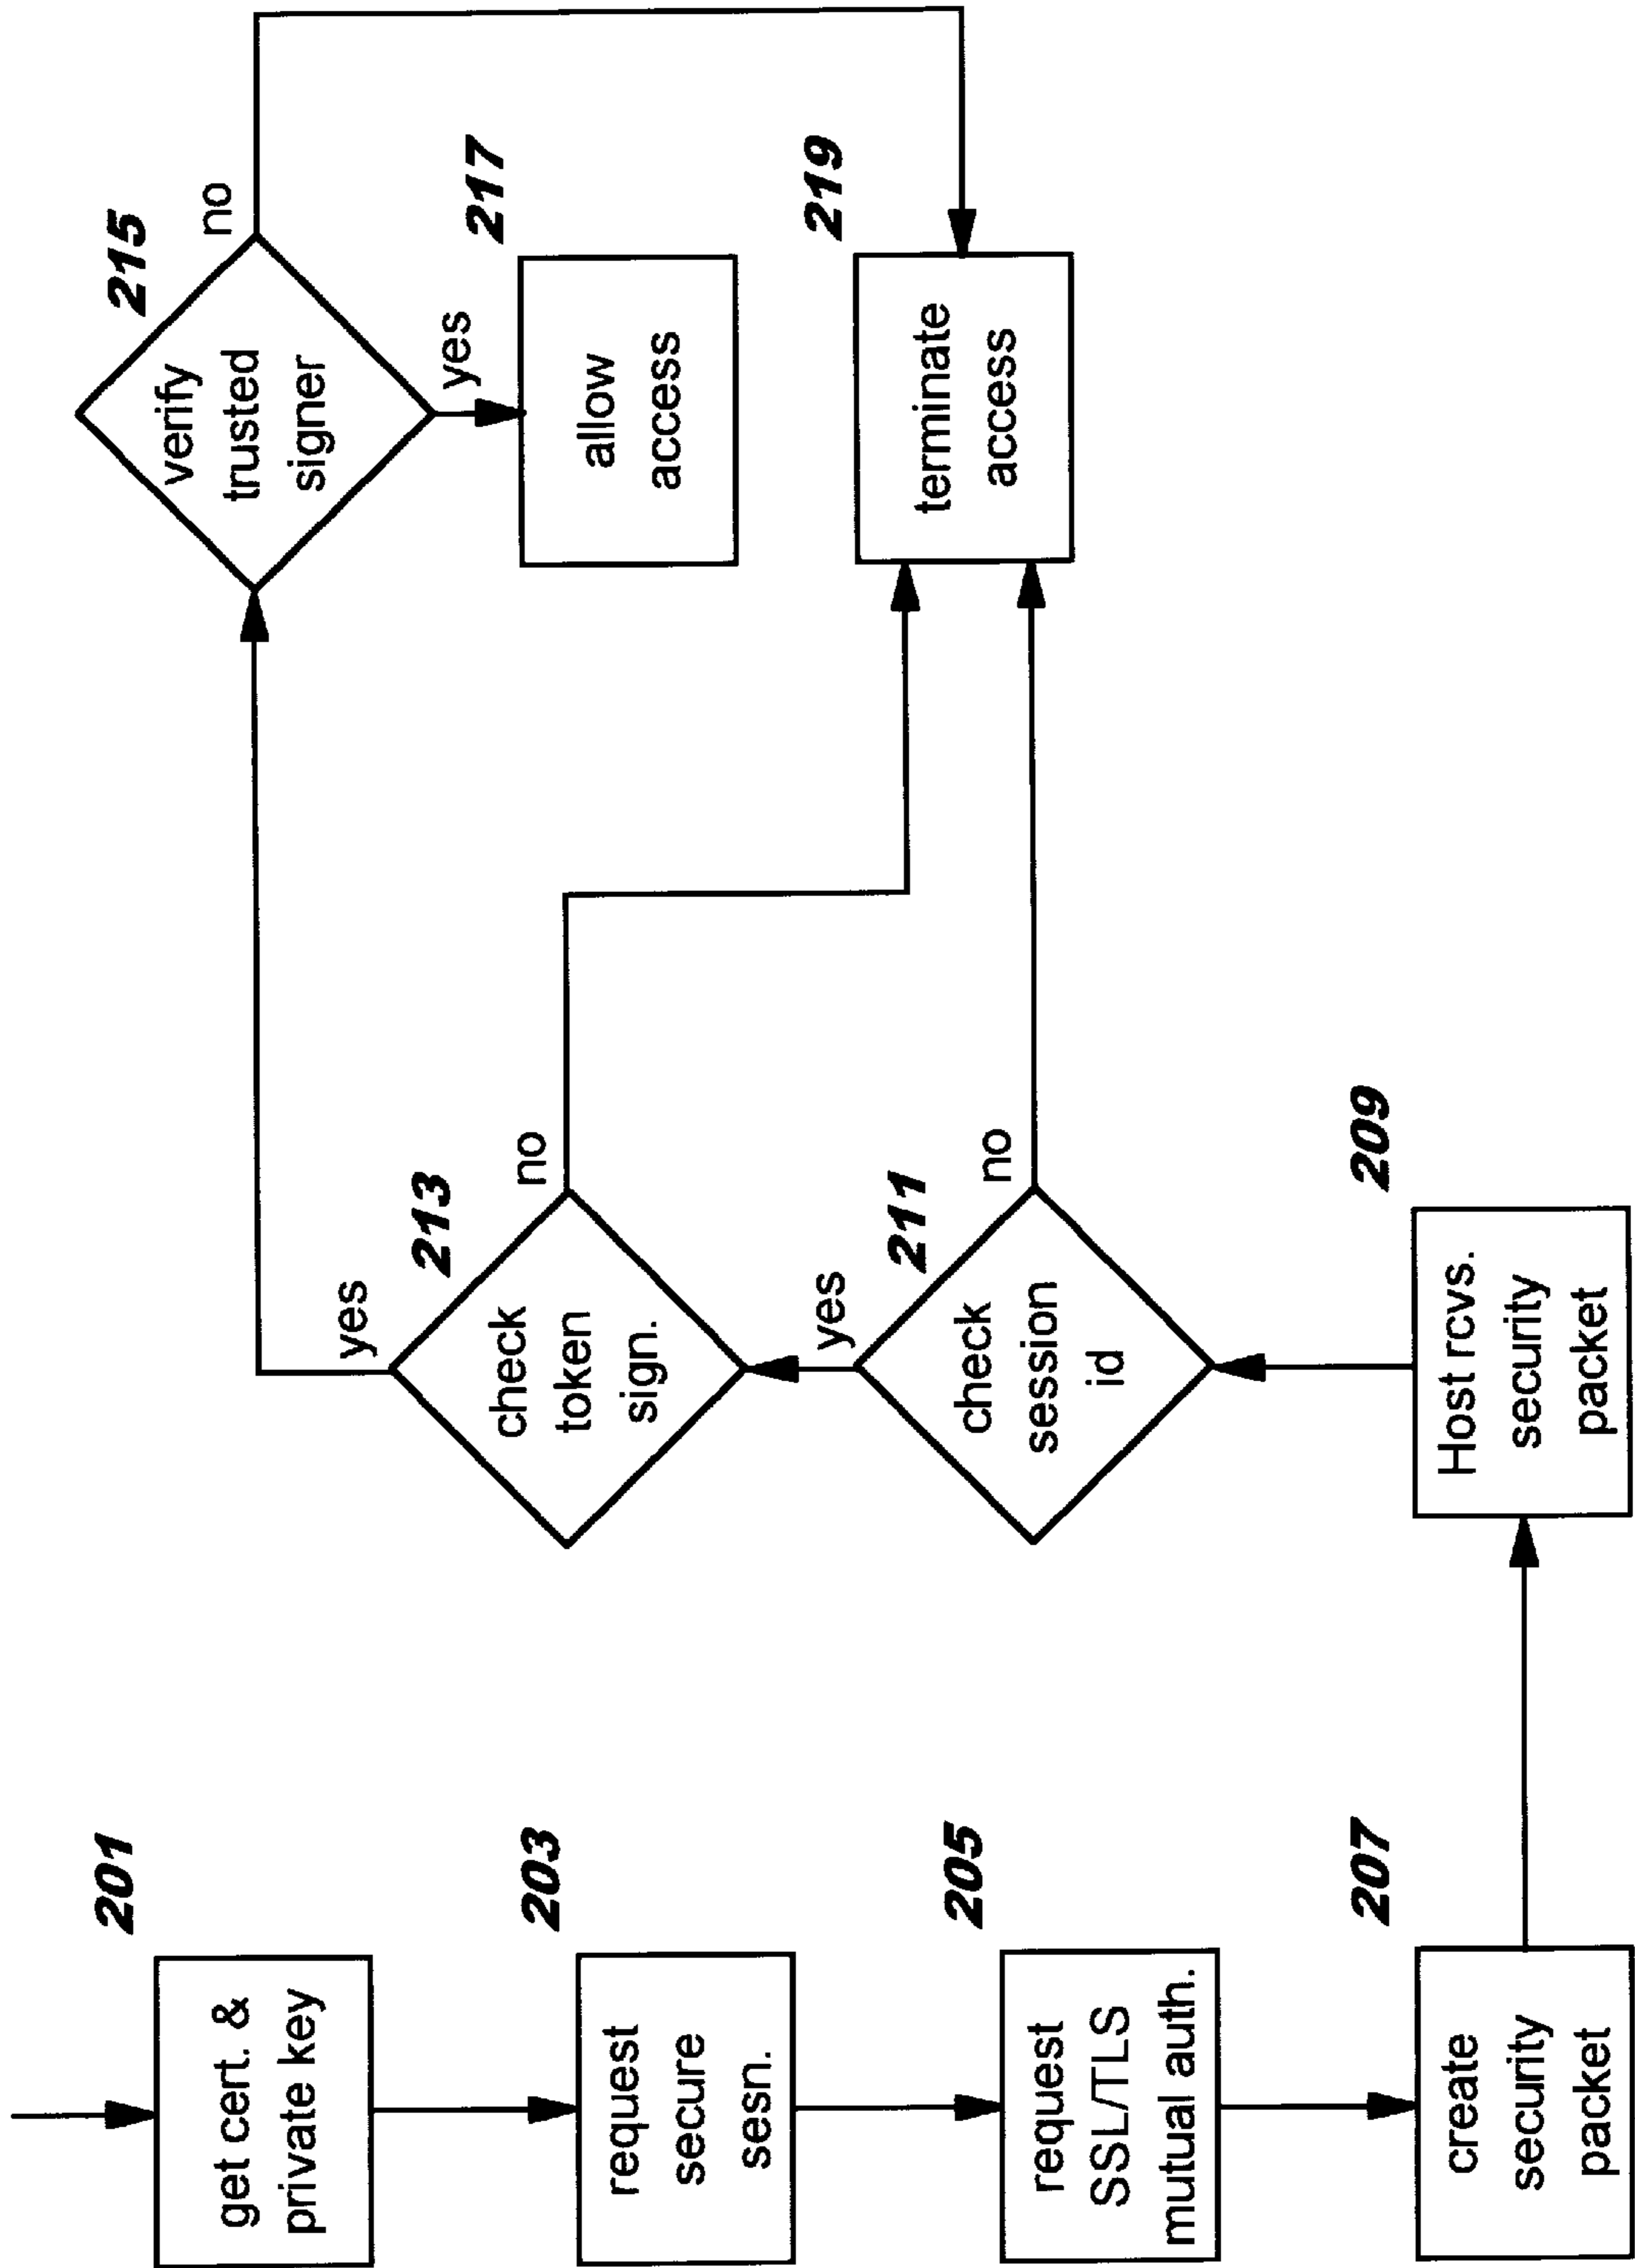 201
get cert. &
private key
203
request
secure
sesn.
205
request
SSL/TLS
mutual auth.
207
create
security
packet
209
Host rcvs.
security
packet
211
check
session
id
yes
no
213
check
token
sign.
yes
no
215
verify
trusted
signer
no
yes
217
allow
access
219
terminate
access